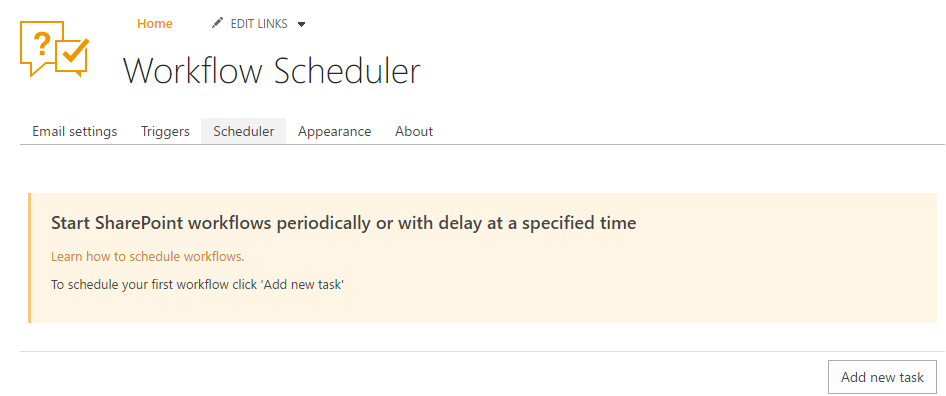 Home EDIT LINKS
Workflow Scheduler
Email settings Triggers Scheduler Appearance About
Start SharePoint workflows periodically or with delay at a specified time
Learn how to schedule workflows.
To schedule your first workflow click 'Add new task'
Add new task